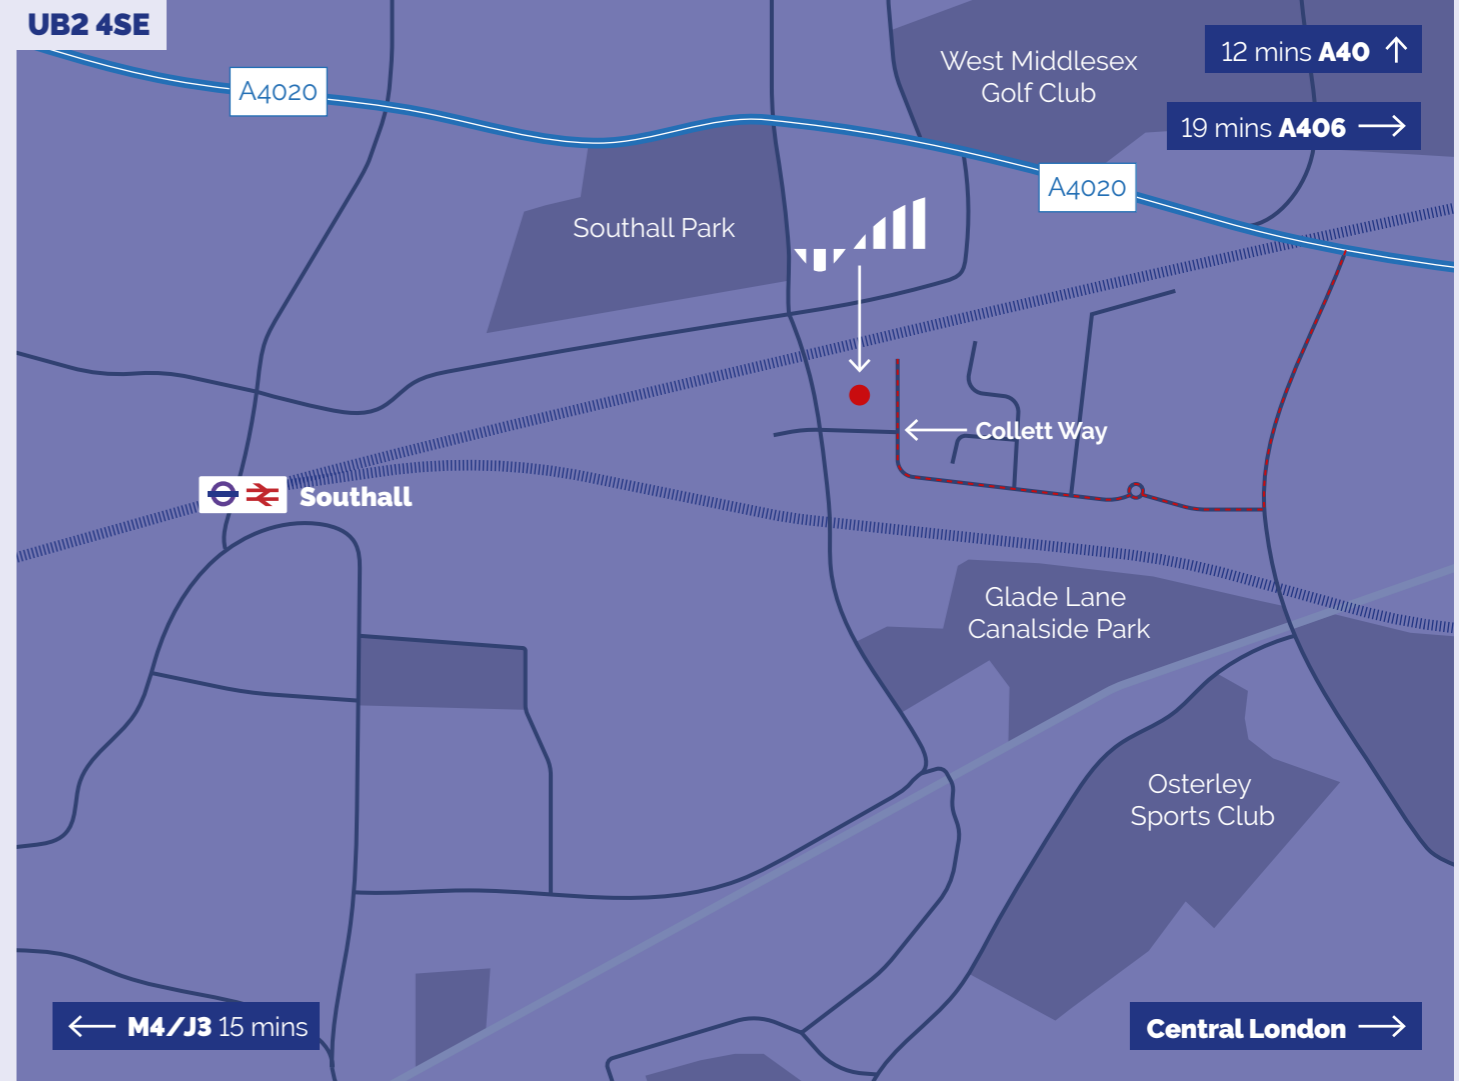 UB2 4SE
A4020
West Middlesex
Golf Club
12 mins A40 ↑
19 mins A406 →
A4020
Southall Park
← Collett Way
Southall
Glade Lane
Canalside Park
Osterley
Sports Club
← M4/J3 15 mins
Central London →